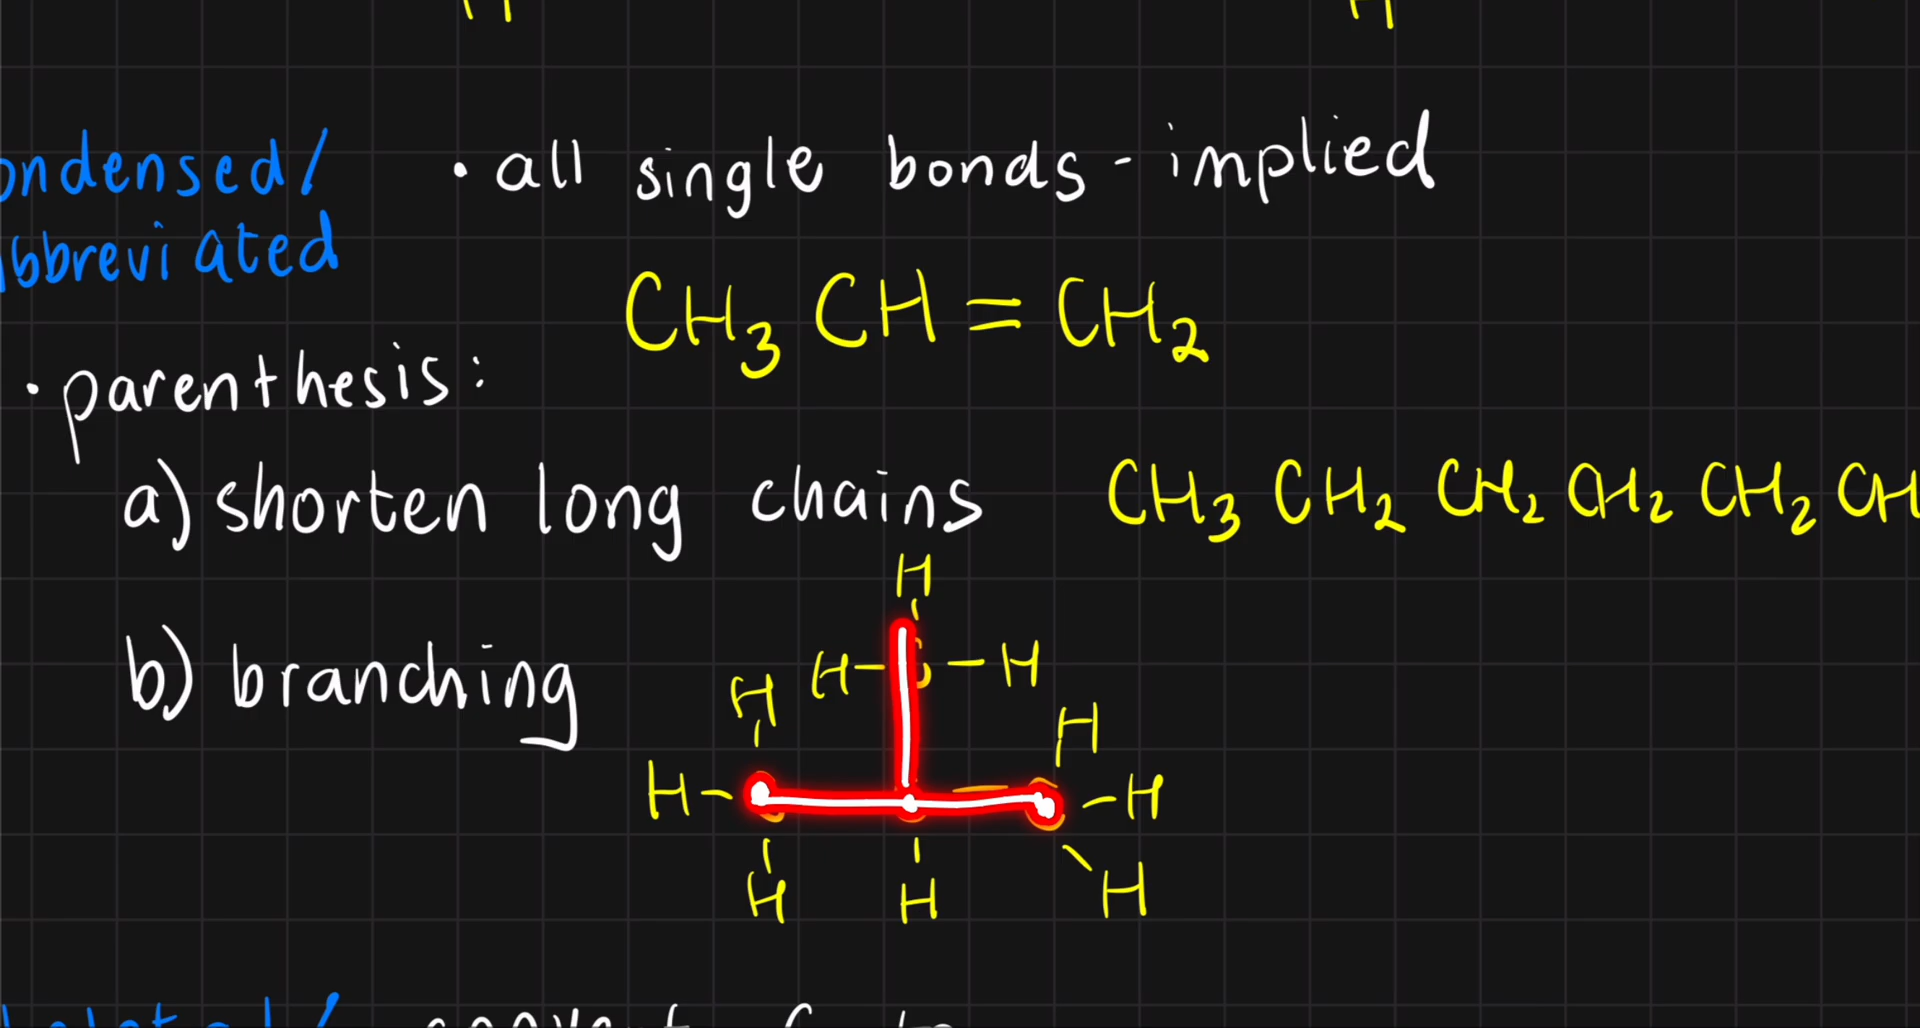 H H
ondensed/ • all single bonds - implied
bbreviated
CH₃ CH = CH₂
• parenthesis:
a) shorten long chains CH₃ CH₂ CH₂ CH₂ CH₂ CH
H
b) branching H - - H
H H
H - - H
H H H